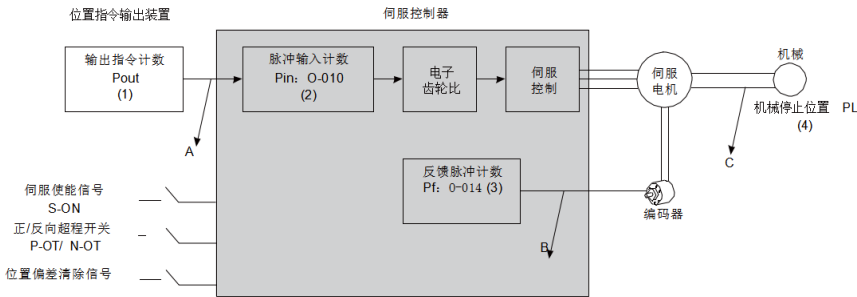 位置指令输出装置
伺服控制器
输出指令计数
Pout
(1)
脉冲输入计数
Pin：O-010
(2)
电子
齿轮比
伺服
控制
伺服
电机
机械
机械停止位置 PL
(4)
A
C
反馈脉冲计数
Pf：0-014 (3)
B
编码器
伺服使能信号
S-ON
正/反向超程开关
P-OT/ N-OT
位置偏差清除信号